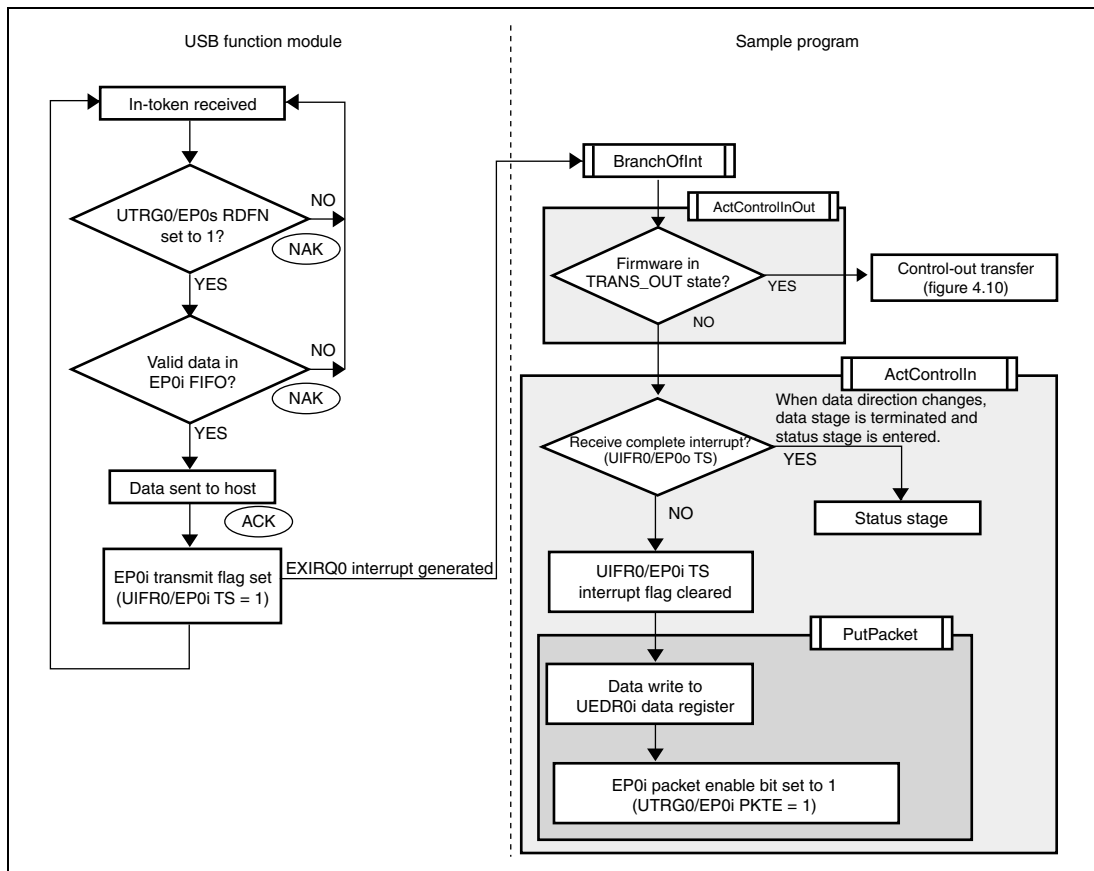 USB function module
Sample program
In-token received
UTRG0/EP0s RDFN
set to 1?
NO
NAK
YES
Valid data in
EP0i FIFO?
NO
NAK
YES
Data sent to host
ACK
EP0i transmit flag set
(UIFR0/EP0i TS = 1)
EXIRQ0 interrupt generated
BranchOfInt
ActControlInOut
Firmware in
TRANS_OUT state?
YES
Control-out transfer
(figure 4.10)
NO
ActControlIn
When data direction changes,
data stage is terminated and
status stage is entered.
Receive complete interrupt?
(UIFR0/EP0o TS)
YES
Status stage
NO
UIFR0/EP0i TS
interrupt flag cleared
PutPacket
Data write to
UEDR0i data register
EP0i packet enable bit set to 1
(UTRG0/EP0i PKTE = 1)